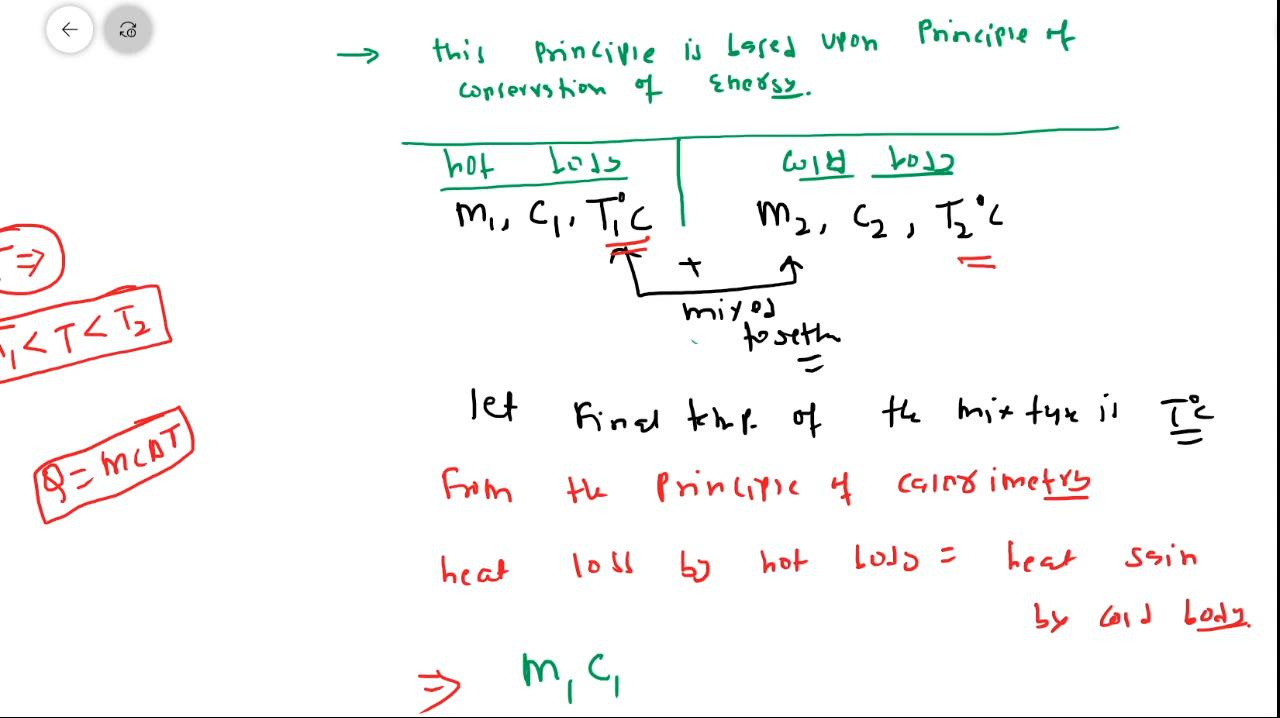 → this Principle is based upon Principle of
conservation of Energy.
hot body
cold body
m₁, C₁, T₁°C
m₂, C₂, T₂°C
+
mixed
together
⇒
T₁ < T < T₂
let Final temp. of the mixture is T°C
Q = mCΔT
From the Principle of calorimetry
heat loss by hot body = heat gain
by cold body.
⇒ m₁ C₁